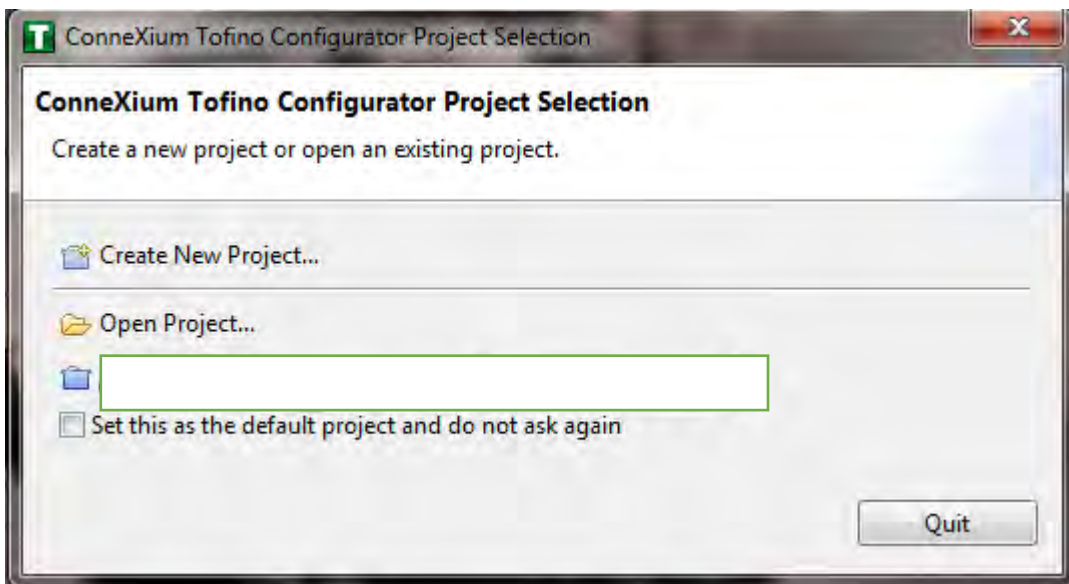 ConneXium Tofino Configurator Project Selection
ConneXium Tofino Configurator Project Selection
Create a new project or open an existing project.
Create New Project...
Open Project...
Set this as the default project and do not ask again
Quit